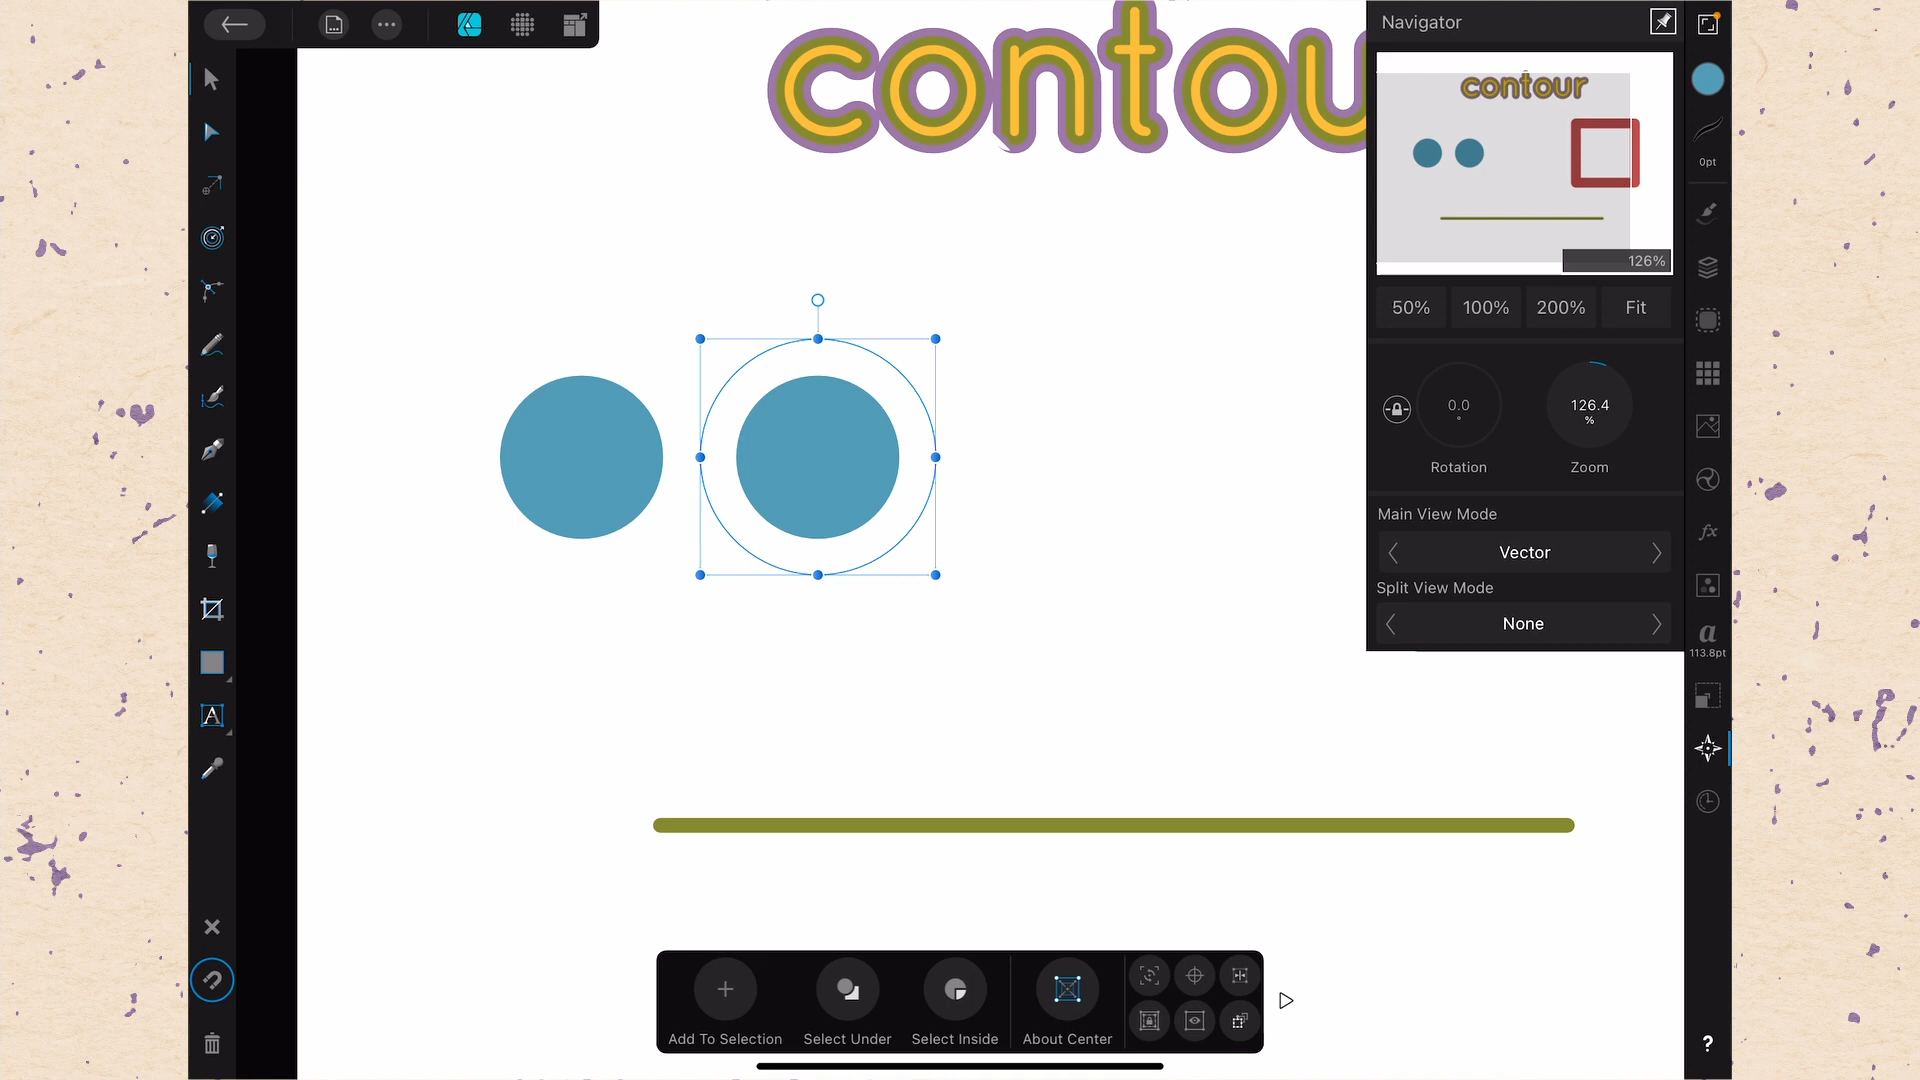 contou
Navigator
contour
126%
50% 100% 200% Fit
0pt
0.0
°
126.4
%
Rotation Zoom
Main View Mode
Vector
Split View Mode
None
fx
a
113.8pt
A
Add To Selection Select Under Select Inside About Center
?